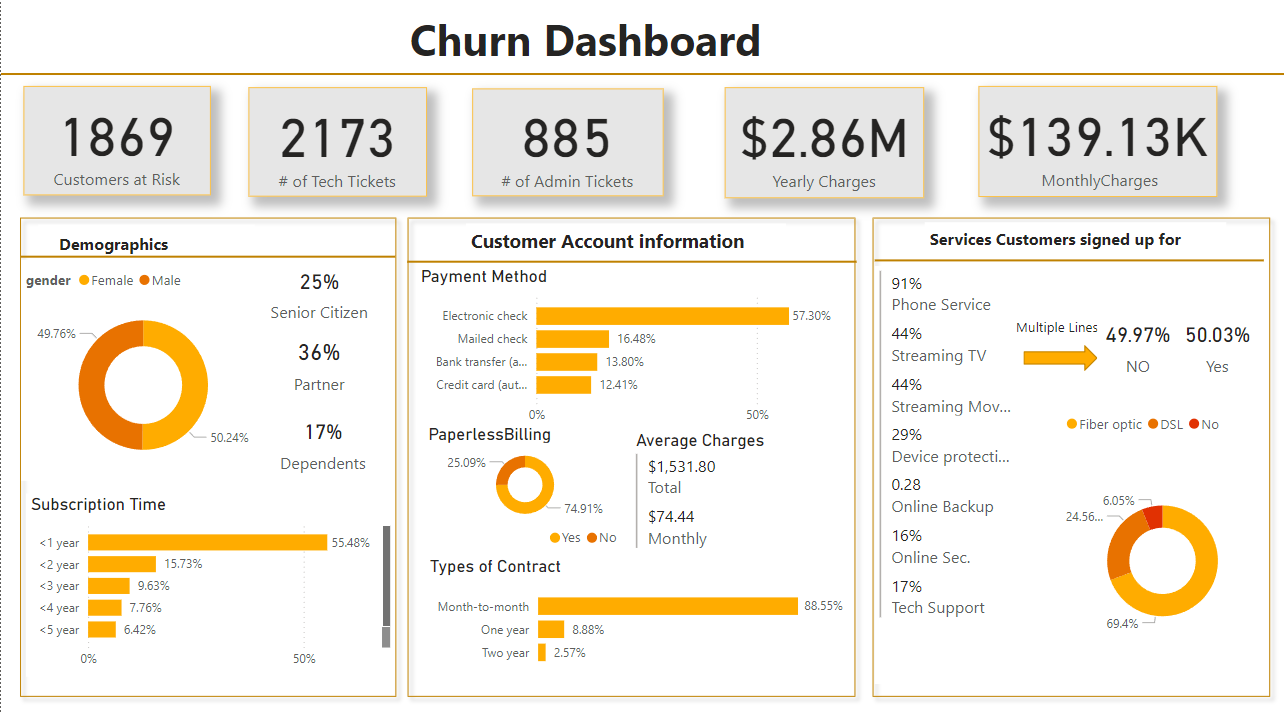 Churn Dashboard
1869
Customers at Risk
2173
# of Tech Tickets
885
# of Admin Tickets
$2.86M
Yearly Charges
$139.13K
MonthlyCharges
Demographics
gender Female Male
49.76%
50.24%
25%
Senior Citizen
36%
Partner
17%
Dependents
Subscription Time
<1 year 55.48%
<2 year 15.73%
<3 year 9.63%
<4 year 7.76%
<5 year 6.42%
0% 50%
Customer Account information
Payment Method
Electronic check 57.30%
Mailed check 16.48%
Bank transfer (a... 13.80%
Credit card (aut... 12.41%
0% 50%
PaperlessBilling
25.09%
74.91%
Yes No
Average Charges
$1,531.80
Total
$74.44
Monthly
Types of Contract
Month-to-month 88.55%
One year 8.88%
Two year 2.57%
Services Customers signed up for
91%
Phone Service
44%
Streaming TV
44%
Streaming Mov...
29%
Device protecti...
0.28
Online Backup
16%
Online Sec.
17%
Tech Support
Multiple Lines
49.97% 50.03%
NO Yes
Fiber optic DSL No
6.05%
24.56...
69.4%